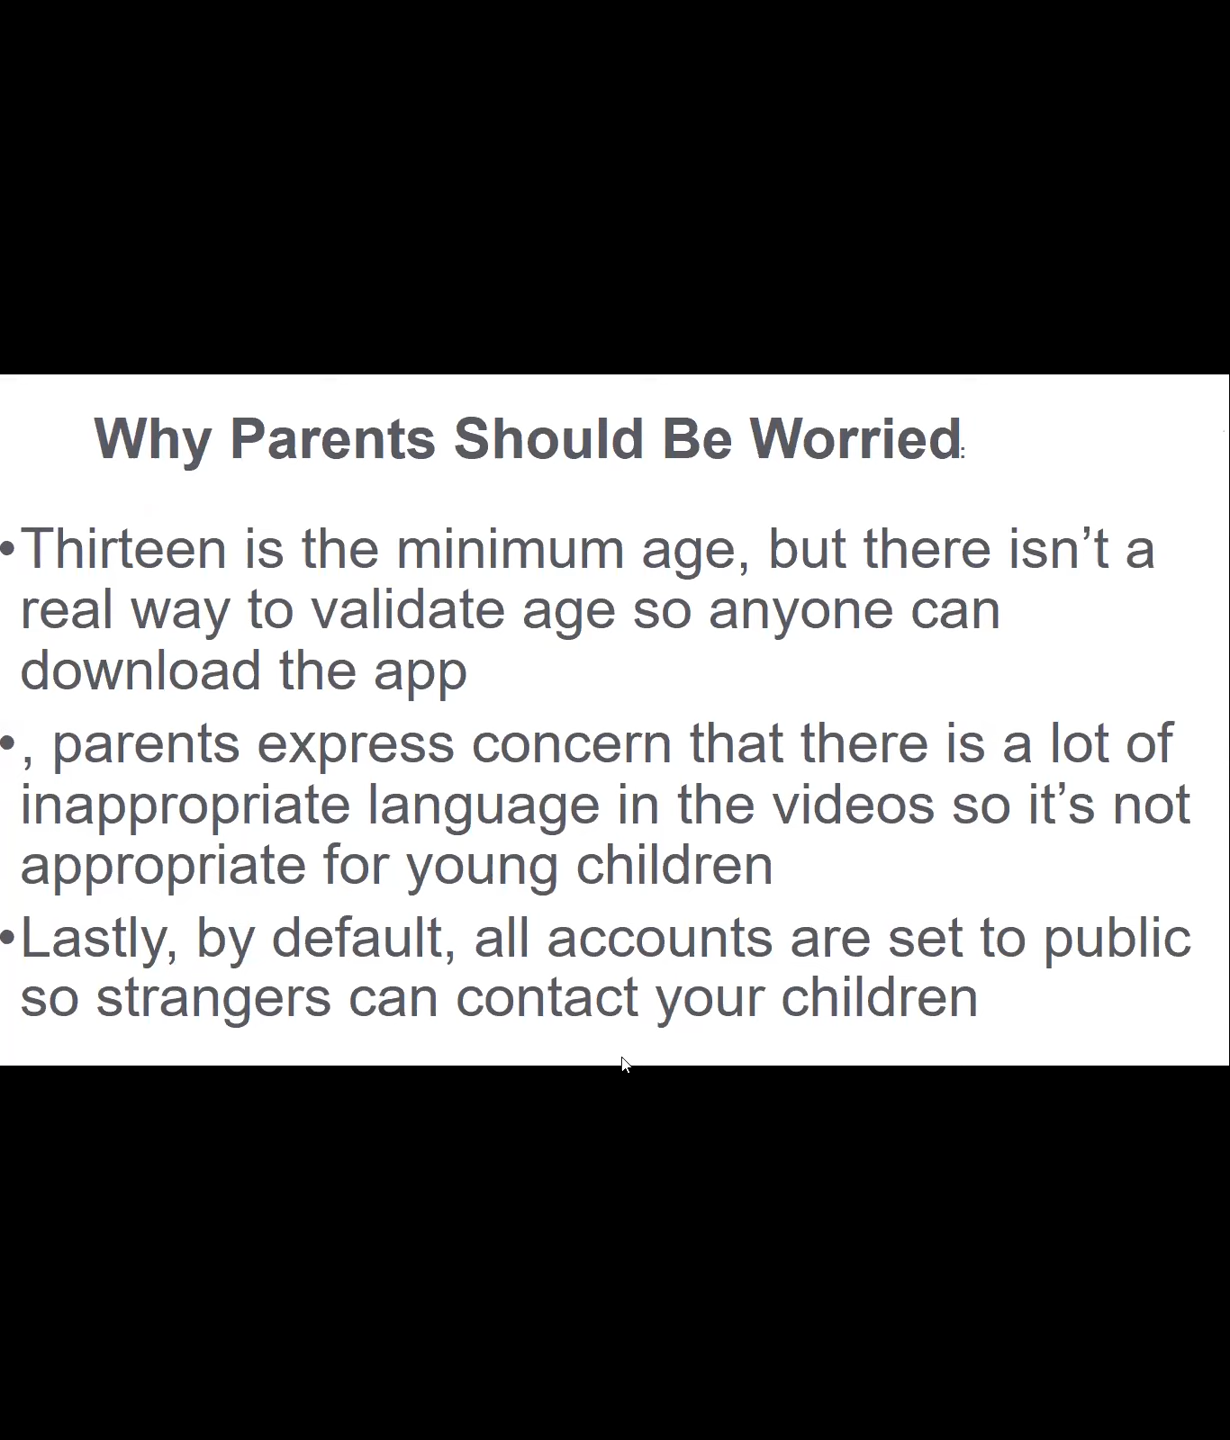 Why Parents Should Be Worried:
•Thirteen is the minimum age, but there isn’t a
real way to validate age so anyone can
download the app
•, parents express concern that there is a lot of
inappropriate language in the videos so it’s not
appropriate for young children
•Lastly, by default, all accounts are set to public
so strangers can contact your children